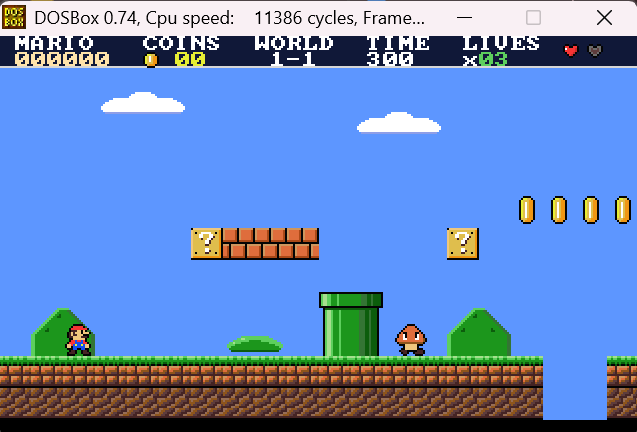 DOS
BOX
DOSBox 0.74, Cpu speed: 11386 cycles, Frame...
MARIO COINS WORLD TIME LIVES
000000 00 1-1 300 x03
? ?